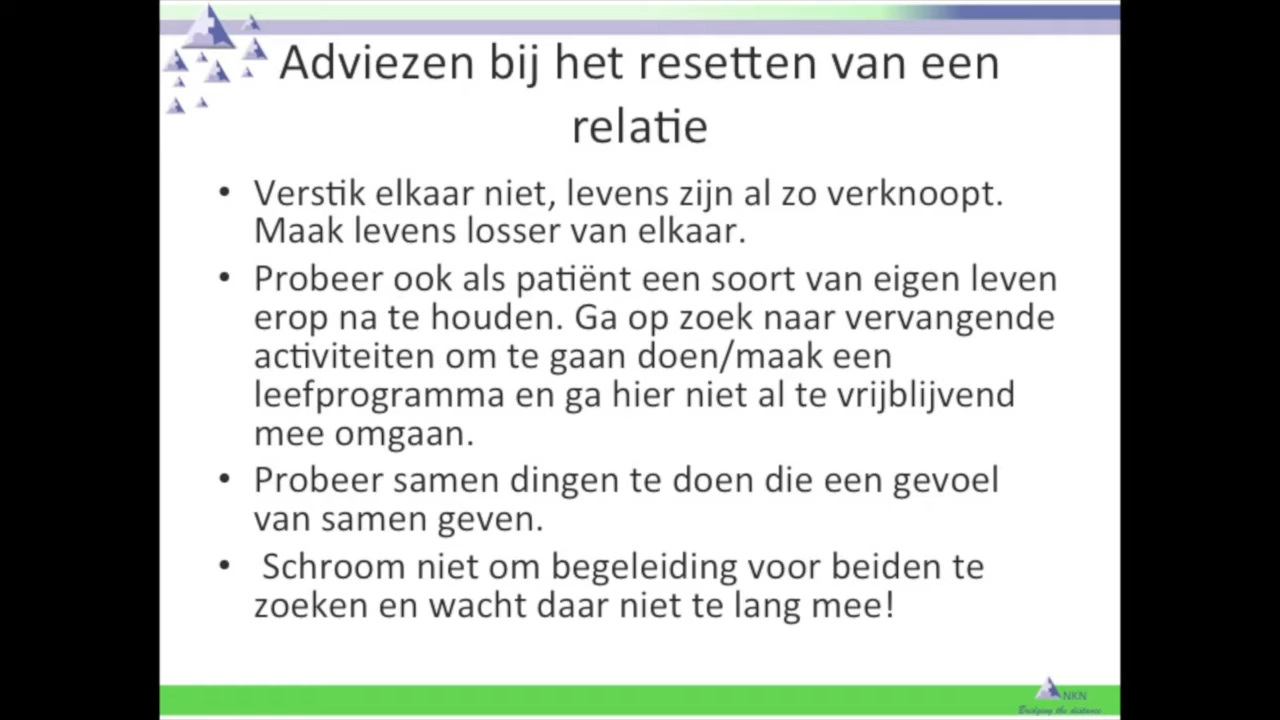 Adviezen bij het resetten van een
relatie
• Verstik elkaar niet, levens zijn al zo verknoopt.
Maak levens losser van elkaar.
• Probeer ook als patiënt een soort van eigen leven
erop na te houden. Ga op zoek naar vervangende
activiteiten om te gaan doen/maak een
leefprogramma en ga hier niet al te vrijblijvend
mee omgaan.
• Probeer samen dingen te doen die een gevoel
van samen geven.
• Schroom niet om begeleiding voor beiden te
zoeken en wacht daar niet te lang mee!
NKN
Bridging the distance